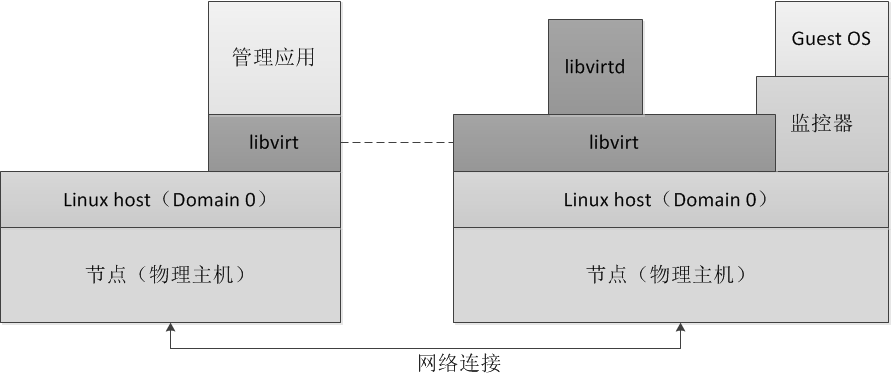 管理应用
libvirt
Linux host（Domain 0）
节点（物理主机）
libvirtd
Guest OS
监控器
libvirt
Linux host（Domain 0）
节点（物理主机）
网络连接